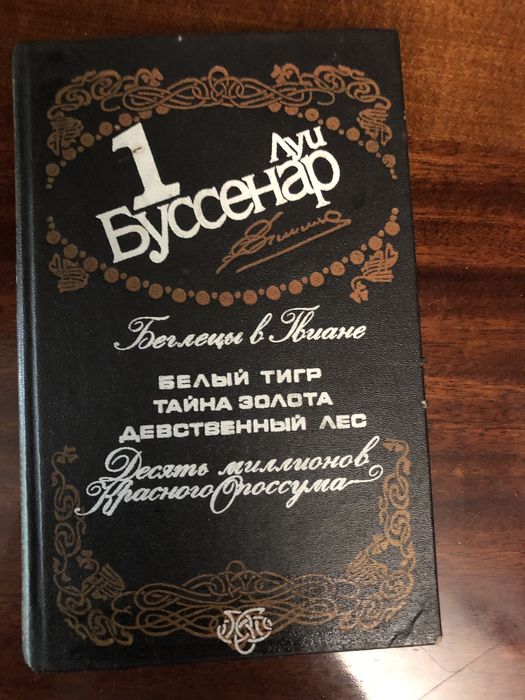 1
Луи
Буссенар
Беглецы в Гвиане
БЕЛЫЙ ТИГР
ТАЙНА ЗОЛОТА
ДЕВСТВЕННЫЙ ЛЕС
Десять миллионов
Красного Опоссума